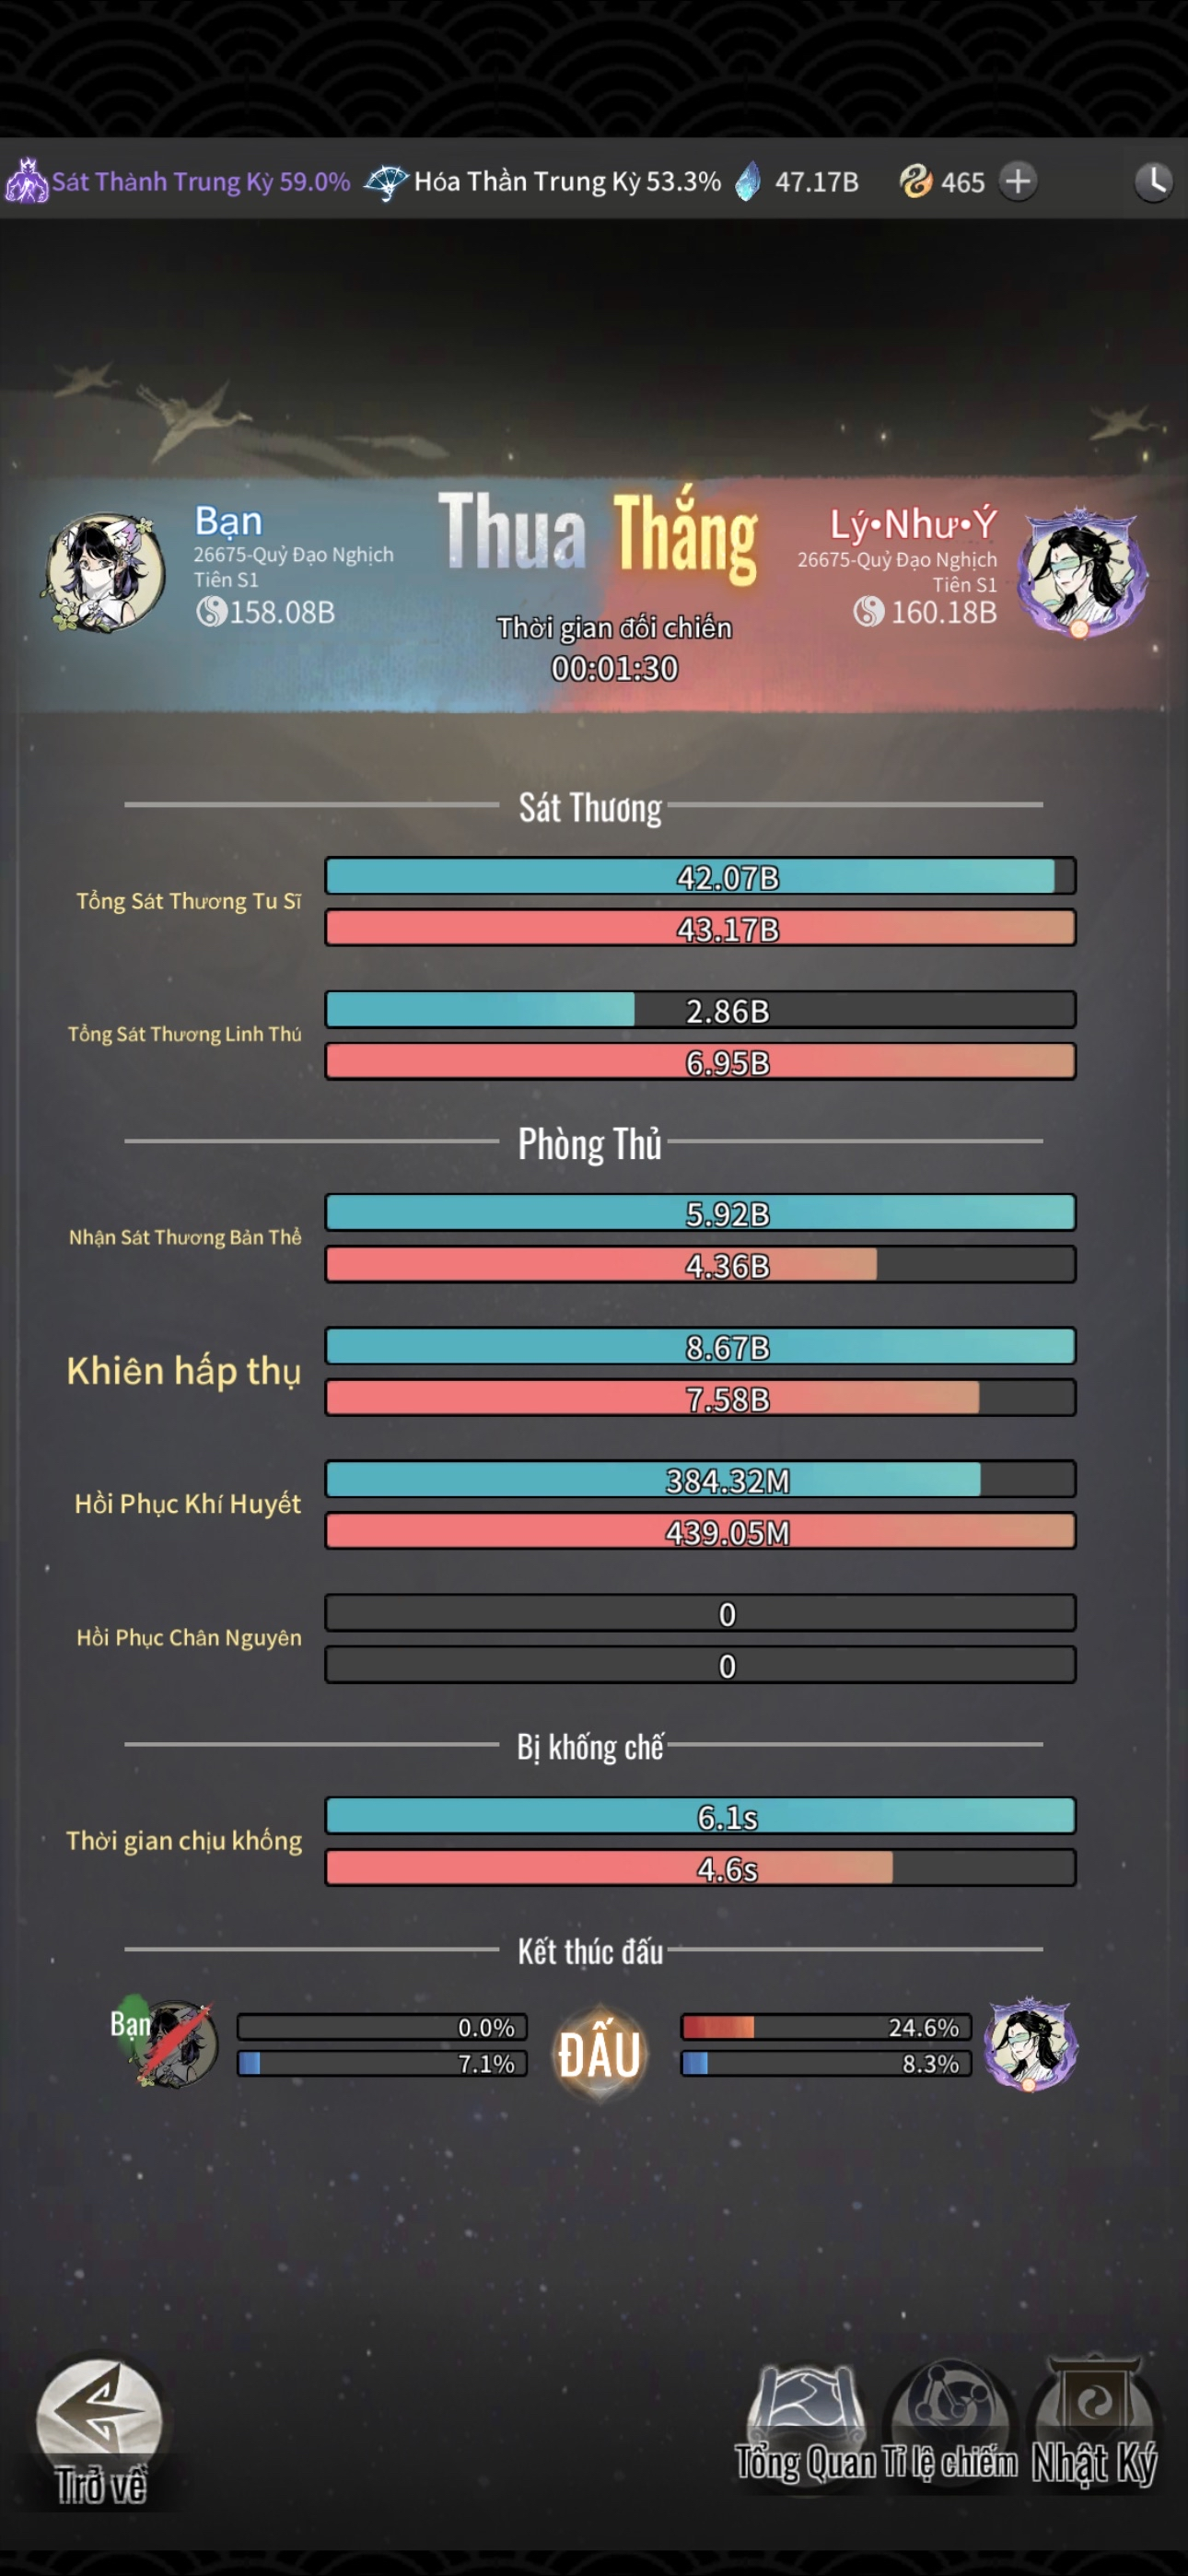 Sát Thành Trung Kỳ 59.0% Hóa Thần Trung Kỳ 53.3% 47.17B 465
Thua Thắng
Bạn
26675-Quỷ Đạo Nghịch
Tiên S1
158.08B
Lý•Như•Ý
26675-Quỷ Đạo Nghịch
Tiên S1
160.18B
Thời gian đối chiến
00:01:30
Sát Thương
Tổng Sát Thương Tu Sĩ
42.07B
43.17B
Tổng Sát Thương Linh Thú
2.86B
6.95B
Phòng Thủ
Nhận Sát Thương Bản Thể
5.92B
4.36B
Khiên hấp thụ
8.67B
7.58B
Hồi Phục Khí Huyết
384.32M
439.05M
Hồi Phục Chân Nguyên
0
0
Bị khống chế
Thời gian chịu khống
6.1s
4.6s
Kết thúc đấu
Bạn
0.0%
7.1%
ĐẤU
24.6%
8.3%
Trở về
Tổng Quan
Tỉ lệ chiếm
Nhật Ký